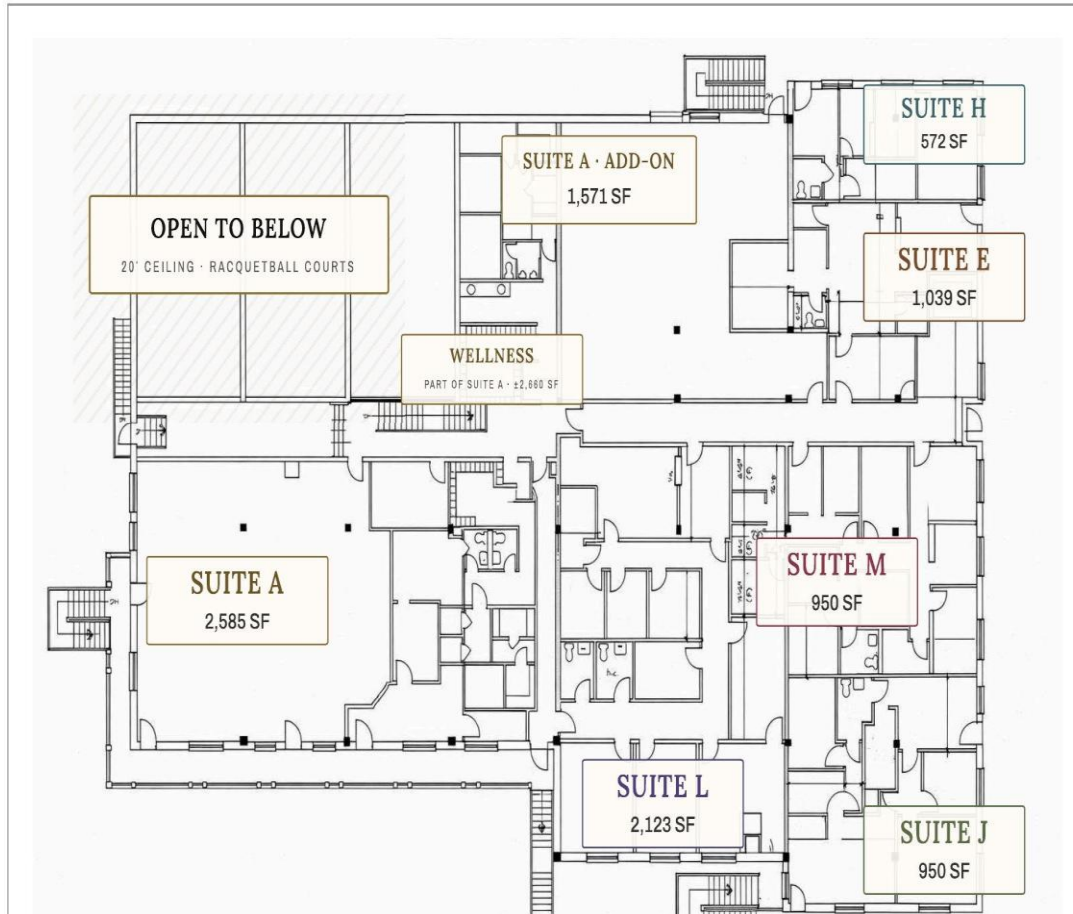 SUITE H
572 SF
SUITE A · ADD-ON
1,571 SF
OPEN TO BELOW
20' CEILING · RACQUETBALL COURTS
SUITE E
1,039 SF
WELLNESS
PART OF SUITE A · ±2,660 SF
SUITE A
2,585 SF
SUITE M
950 SF
SUITE L
2,123 SF
SUITE J
950 SF